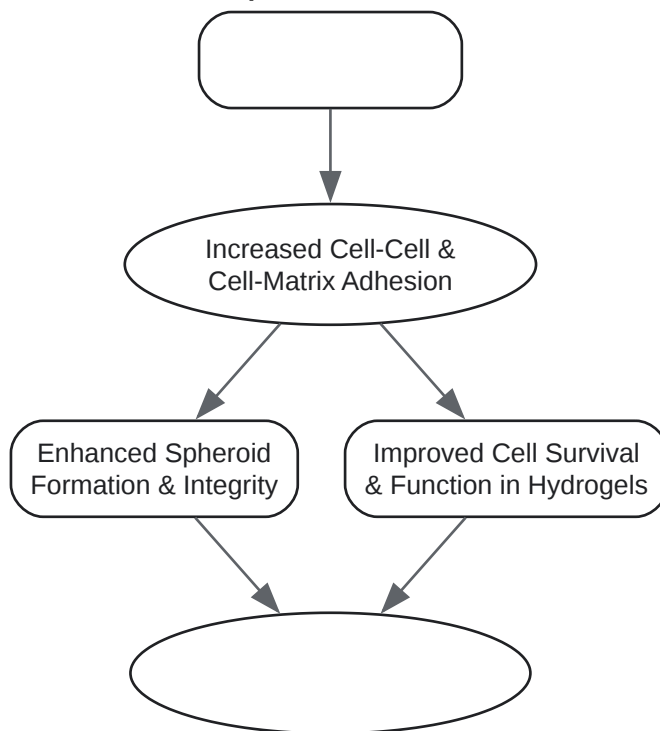 Increased Cell-Cell &
Cell-Matrix Adhesion
Enhanced Spheroid
Formation & Integrity
Improved Cell Survival
& Function in Hydrogels